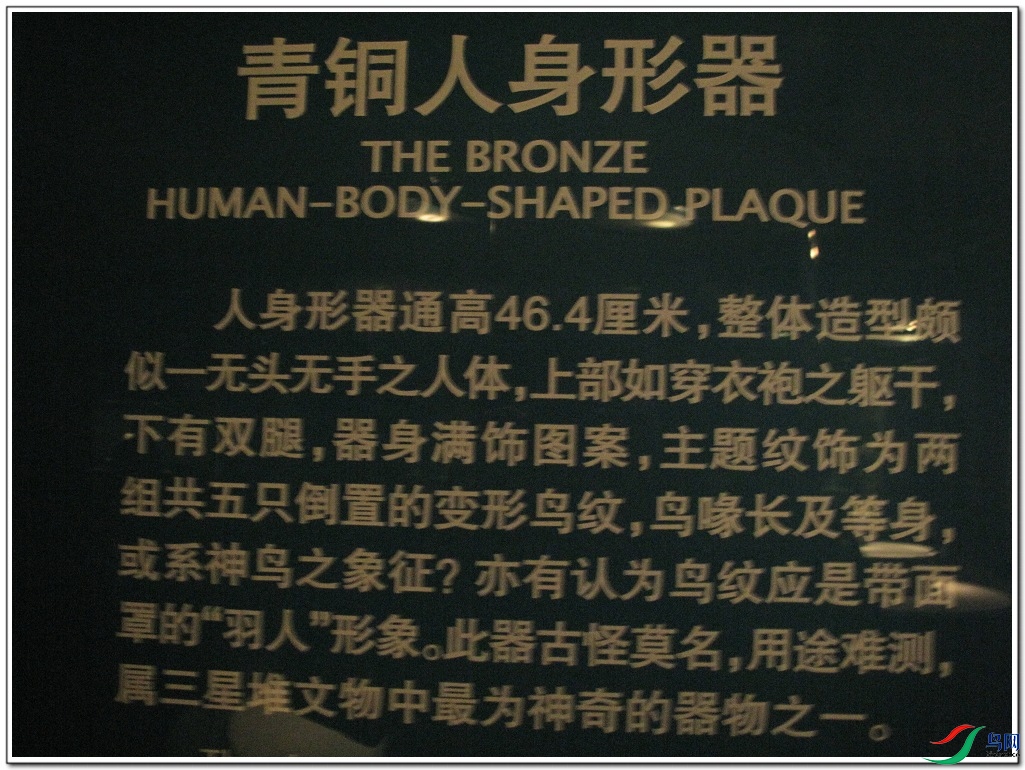 青铜人身形器
THE BRONZE
HUMAN-BODY-SHAPED PLAQUE
人身形器通高46.4厘米，整体造型颇
似一无头无手之人体，上部如穿衣袍之躯干，
下有双腿，器身满饰图案，主题纹饰为两
组共五只倒置的变形鸟纹，鸟喙长及等身，
或系神鸟之象征？亦有认为鸟纹应是带面
罩的“羽人”形象。此器古怪莫名，用途难测，
属三星堆文物中最为神奇的器物之一。
鸟网